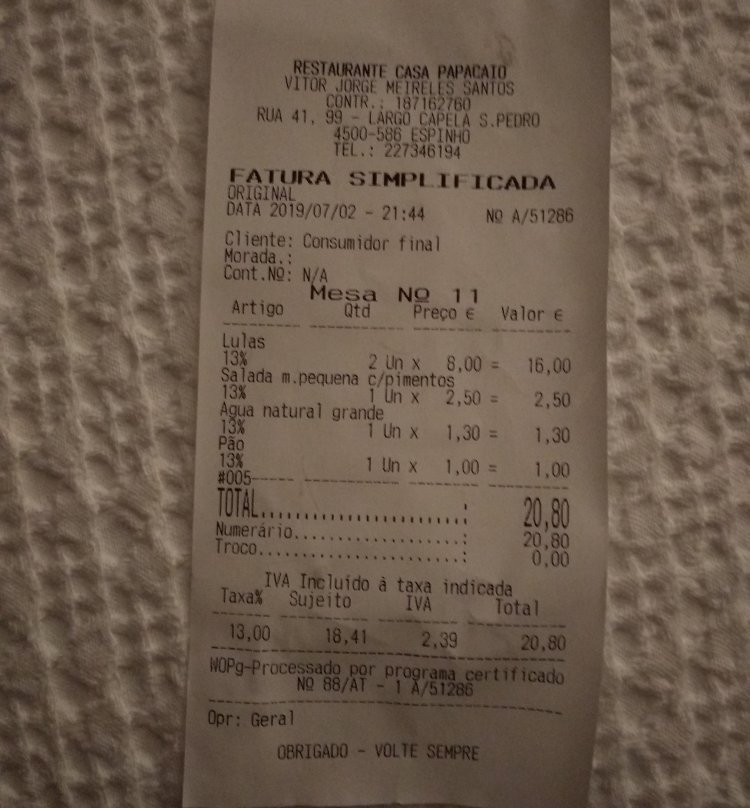 RESTAURANTE CASA PAPAGAIO
VITOR JORGE MEIRELES SANTOS
CONTR.: 187162760
RUA 41, 99 - LARGO CAPELA S.PEDRO
4500-586 ESPINHO
TEL.: 227346194
FATURA SIMPLIFICADA
ORIGINAL
DATA 2019/07/02 - 21:44 Nº A/51286
Cliente: Consumidor final
Morada.:
Cont.Nº: N/A
Mesa Nº 11
Artigo Qtd Preço € Valor €
Lulas
13% 2 Un x 8,00 = 16,00
Salada m.pequena c/pimentos
13% 1 Un x 2,50 = 2,50
Agua natural grande
13% 1 Un x 1,30 = 1,30
Pão
13% 1 Un x 1,00 = 1,00
#005
TOTAL..........................: 20,80
Numerário.....................: 20,80
Troco.........................: 0,00
IVA Incluído à taxa indicada
Taxa% Sujeito IVA Total
13,00 18,41 2,39 20,80
WOPg-Processado por programa certificado
Nº 88/AT - 1 A/51286
Opr: Geral
OBRIGADO - VOLTE SEMPRE